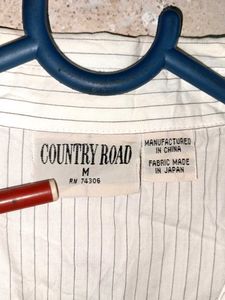 COUNTRY ROAD
M
RN 74306
MANUFACTURED
IN CHINA
FABRIC MADE
IN JAPAN